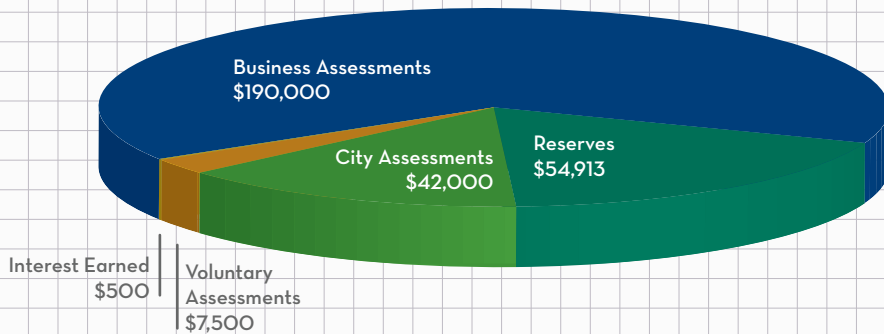 Business Assessments
$190,000
Reserves
$54,913
City Assessments
$42,000
Interest Earned
$500
Voluntary
Assessments
$7,500